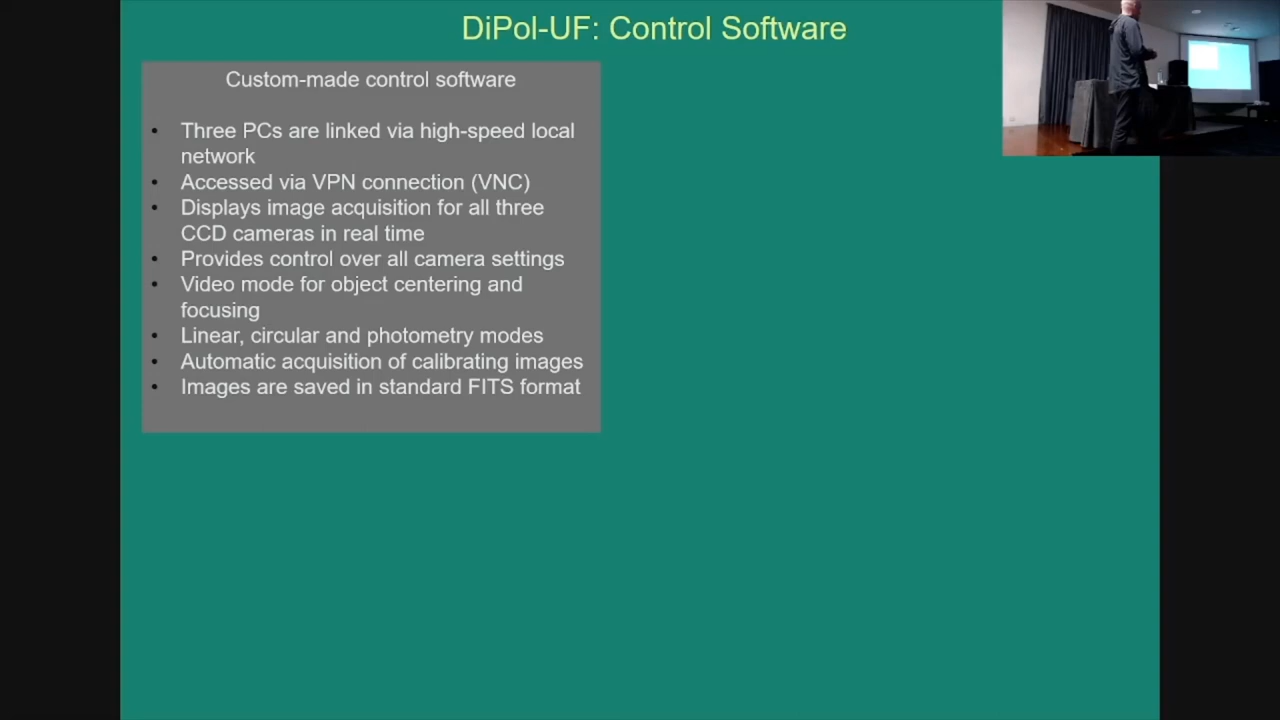 DiPol-UF: Control Software
Custom-made control software
• Three PCs are linked via high-speed local
network
• Accessed via VPN connection (VNC)
• Displays image acquisition for all three
CCD cameras in real time
• Provides control over all camera settings
• Video mode for object centering and
focusing
• Linear, circular and photometry modes
• Automatic acquisition of calibrating images
• Images are saved in standard FITS format